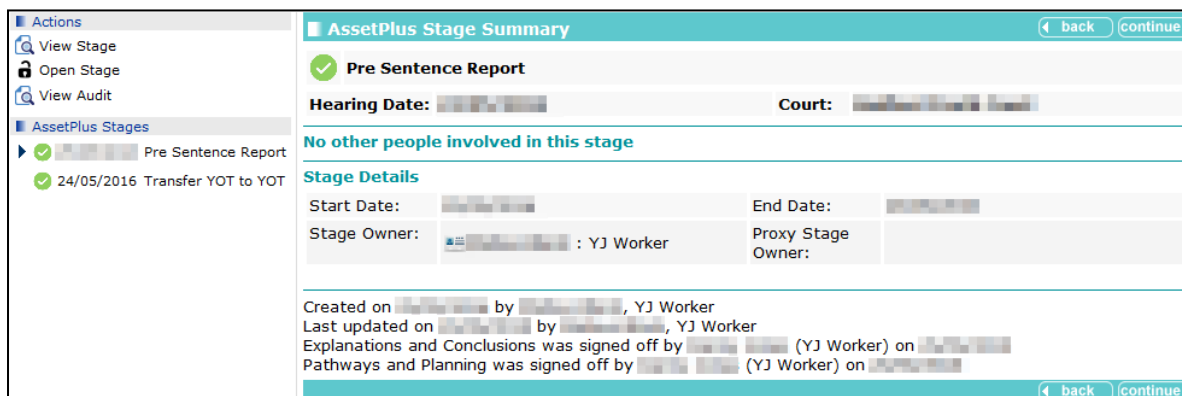 Actions
View Stage
Open Stage
View Audit
AssetPlus Stages
Pre Sentence Report
24/05/2016 Transfer YOT to YOT
AssetPlus Stage Summary
back continue
Pre Sentence Report
Hearing Date: Court:
No other people involved in this stage
Stage Details
Start Date: End Date:
Stage Owner: : YJ Worker Proxy Stage
Owner:
Created on by , YJ Worker
Last updated on by , YJ Worker
Explanations and Conclusions was signed off by (YJ Worker) on
Pathways and Planning was signed off by (YJ Worker) on
back continue